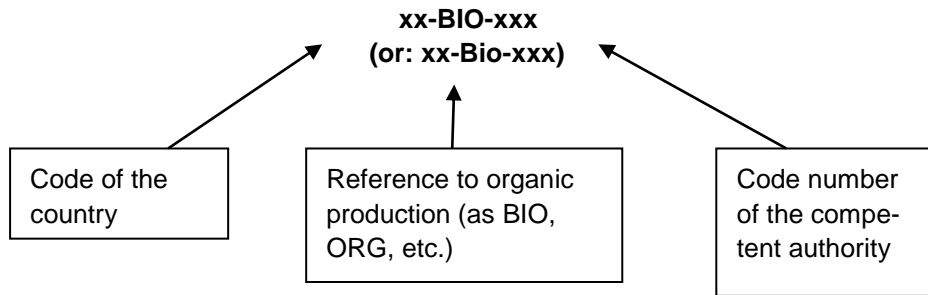 xx-BIO-xxx
(or: xx-Bio-xxx)
Code of the
country
Reference to organic
production (as BIO,
ORG, etc.)
Code number
of the compe-
tent authority